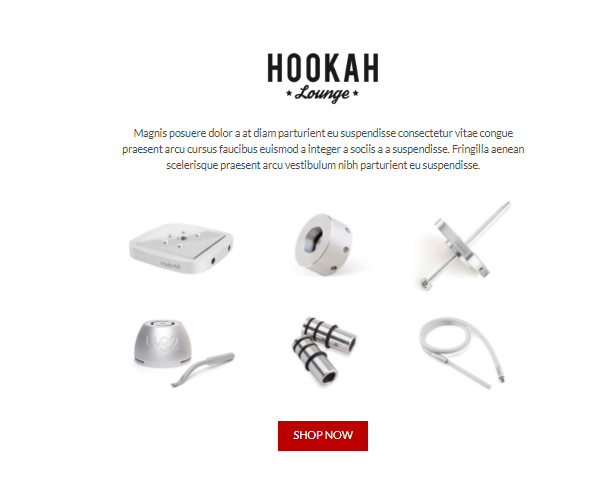 HOOKAH
Lounge
Magnis posuere dolor a at diam parturient eu suspendisse consectetur vitae congue
praesent arcu cursus faucibus euismod a integer a sociis a a suspendisse. Fringilla aenean
scelerisque praesent arcu vestibulum nibh parturient eu suspendisse.
SHOP NOW